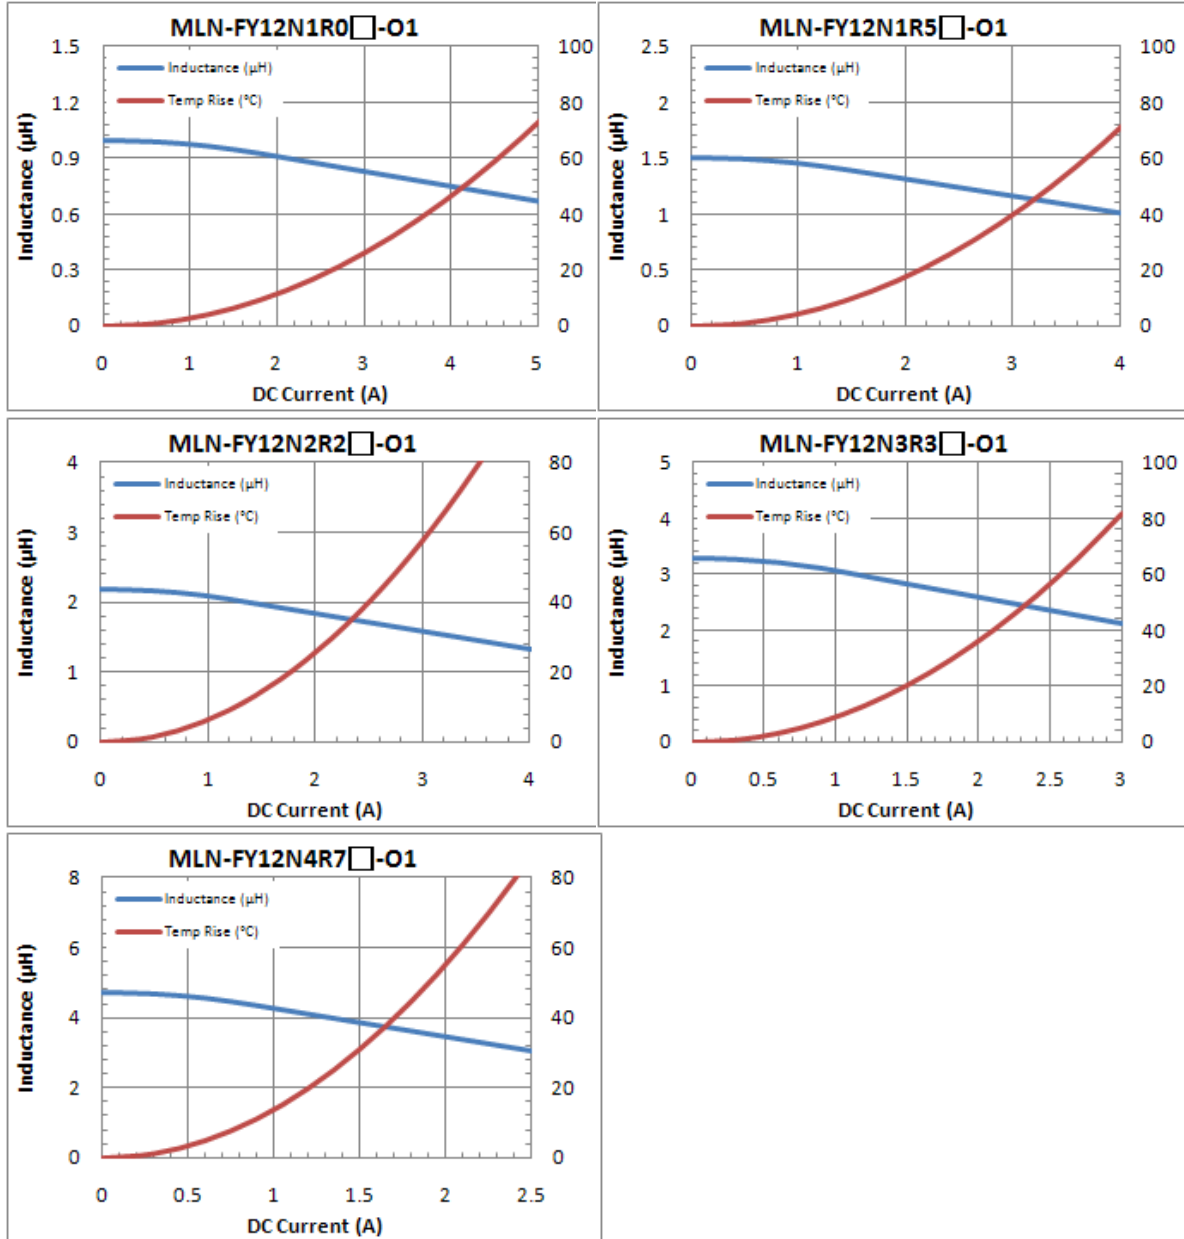 MLN-FY12N1R0□-O1
Inductance (µH)
Temp Rise (°C)
1.5
1.2
0.9
0.6
0.3
0
100
80
60
40
20
0
Inductance (µH)
0 1 2 3 4 5
DC Current (A)
MLN-FY12N1R5□-O1
Inductance (µH)
Temp Rise (°C)
2.5
2
1.5
1
0.5
0
100
80
60
40
20
0
Inductance (µH)
0 1 2 3 4
DC Current (A)
MLN-FY12N2R2□-O1
Inductance (µH)
Temp Rise (°C)
4
3
2
1
0
80
60
40
20
0
Inductance (µH)
0 1 2 3 4
DC Current (A)
MLN-FY12N3R3□-O1
Inductance (µH)
Temp Rise (°C)
5
4
3
2
1
0
100
80
60
40
20
0
Inductance (µH)
0 0.5 1 1.5 2 2.5 3
DC Current (A)
MLN-FY12N4R7□-O1
Inductance (µH)
Temp Rise (°C)
8
6
4
2
0
80
60
40
20
0
Inductance (µH)
0 0.5 1 1.5 2 2.5
DC Current (A)